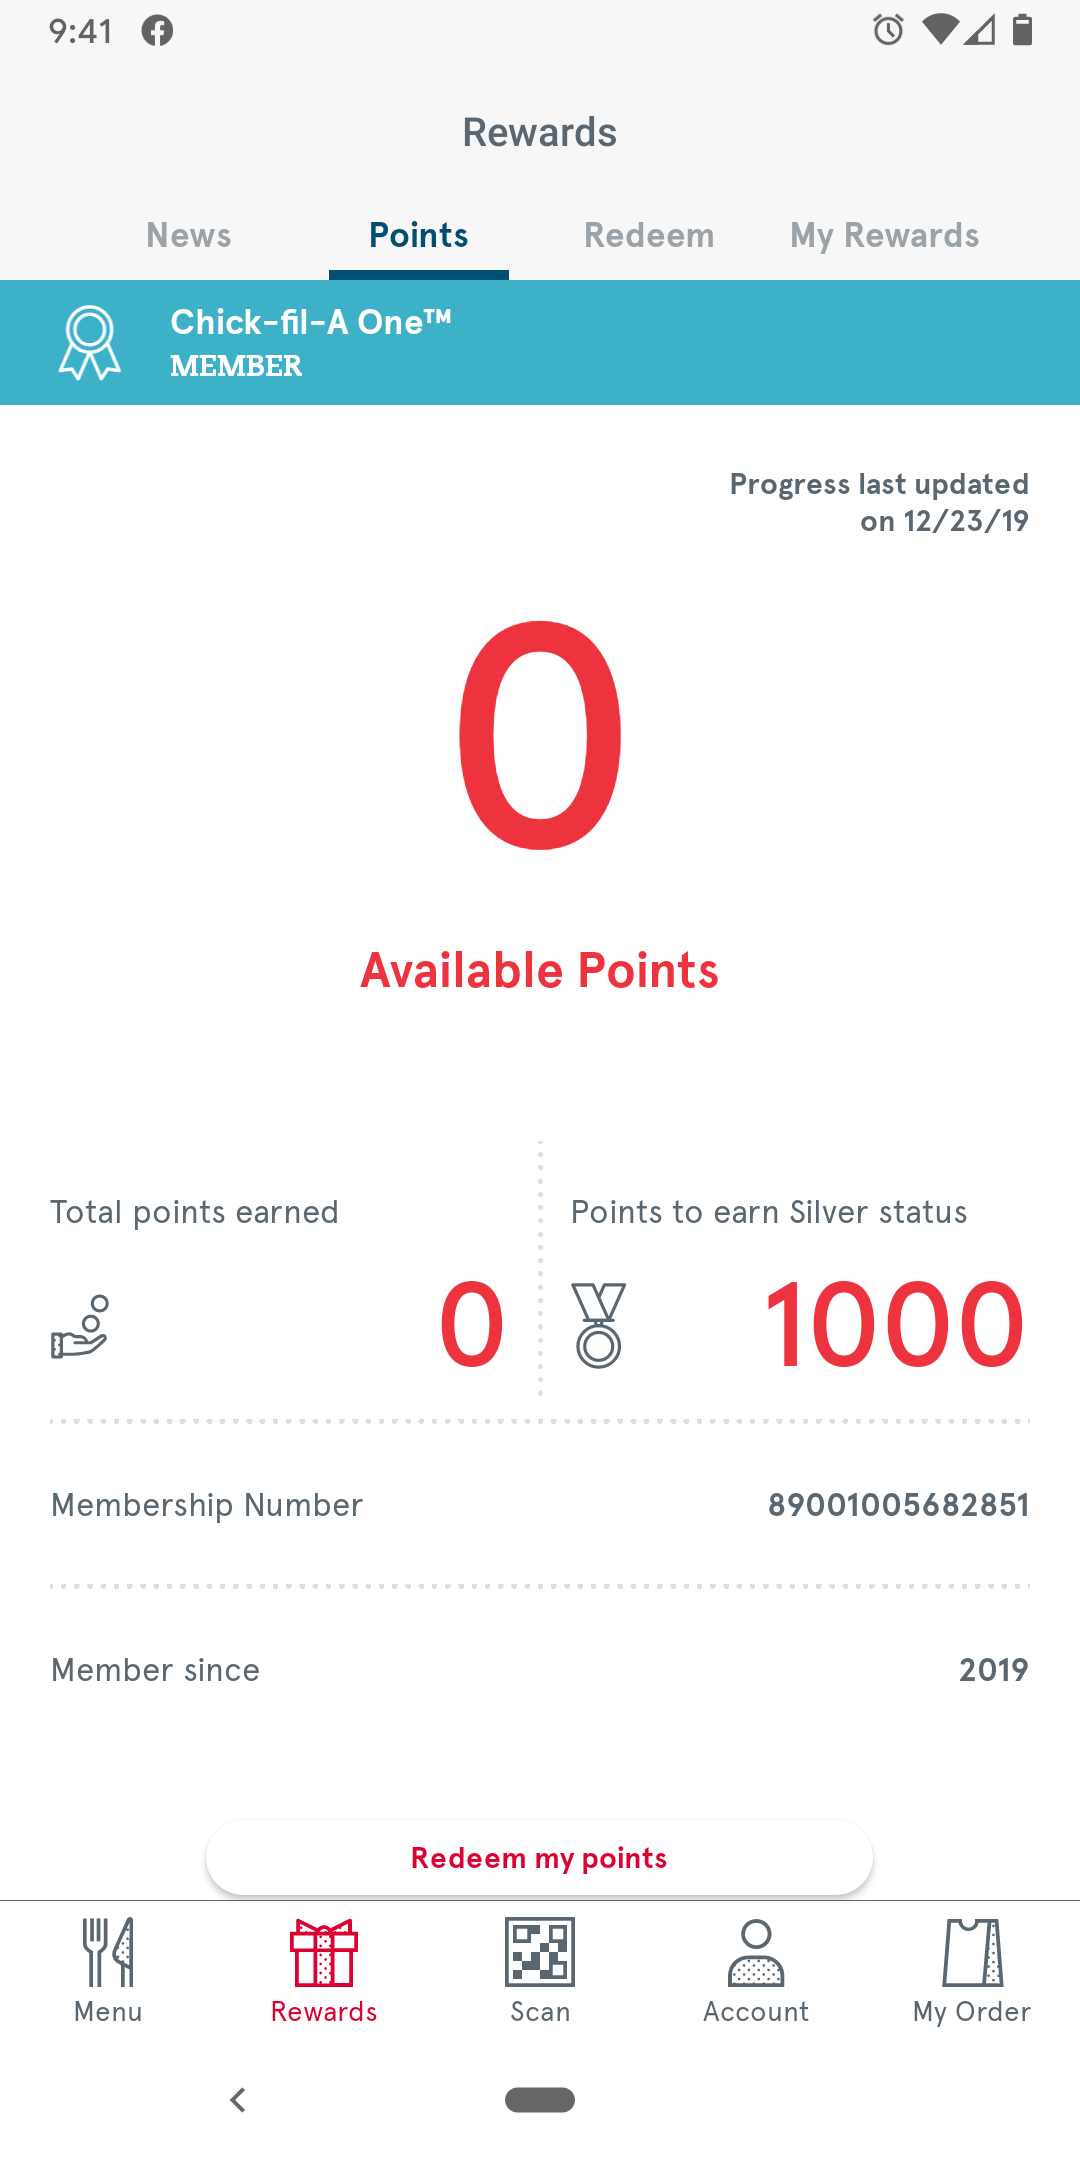 9:41
Rewards
News Points Redeem My Rewards
Chick-fil-A One™
MEMBER
Progress last updated
on 12/23/19
0
Available Points
Total points earned
0
Points to earn Silver status
1000
Membership Number 89001005682851
Member since 2019
Redeem my points
Menu Rewards Scan Account My Order